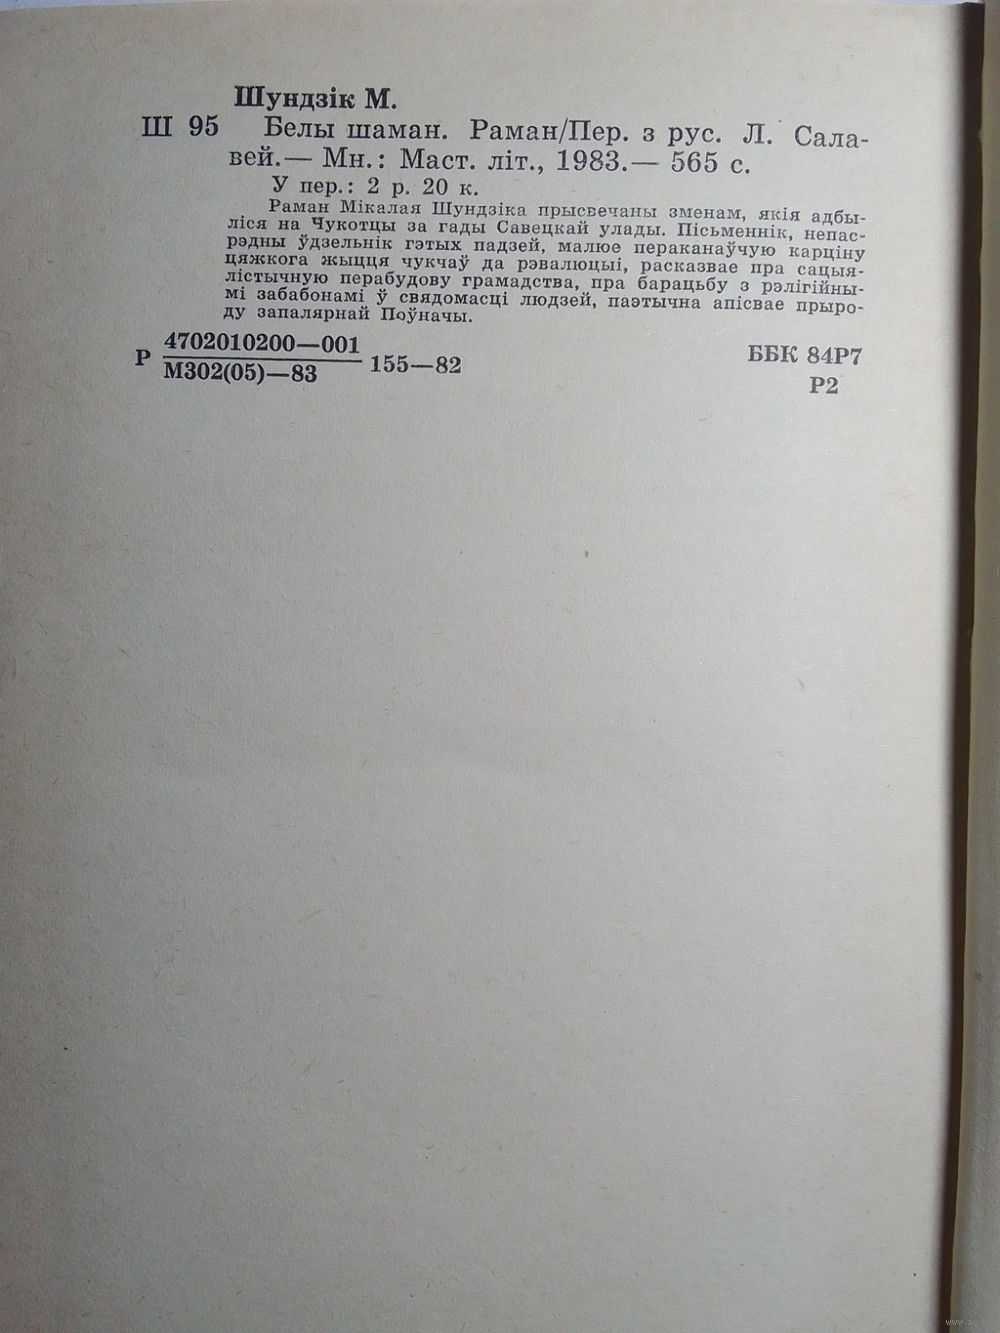 Шундзік М.
Ш 95 Белы шаман. Раман/Пер. з рус. Л. Сала-
вей.— Мн.: Маст. літ., 1983.— 565 с.
У пер.: 2 р. 20 к.
Раман Мікалая Шундзіка прысвечаны зменам, якія адбы-
ліся на Чукотцы за гады Савецкай улады. Пісьменнік, непас-
рэдны ўдзельнік гэтых падзей, малюе пераканаўчую карціну
цяжкога жыцця чукчаў да рэвалюцыі, расказвае пра сацыя-
лістычную перабудову грамадства, пра барацьбу з рэлігійны-
мі забабонамі ў свядомасці людзей, паэтычна апісвае прыро-
ду запалярнай Поўначы.
4702010200—001
Р 155—82
М302(05)—83
ББК 84Р7
Р2